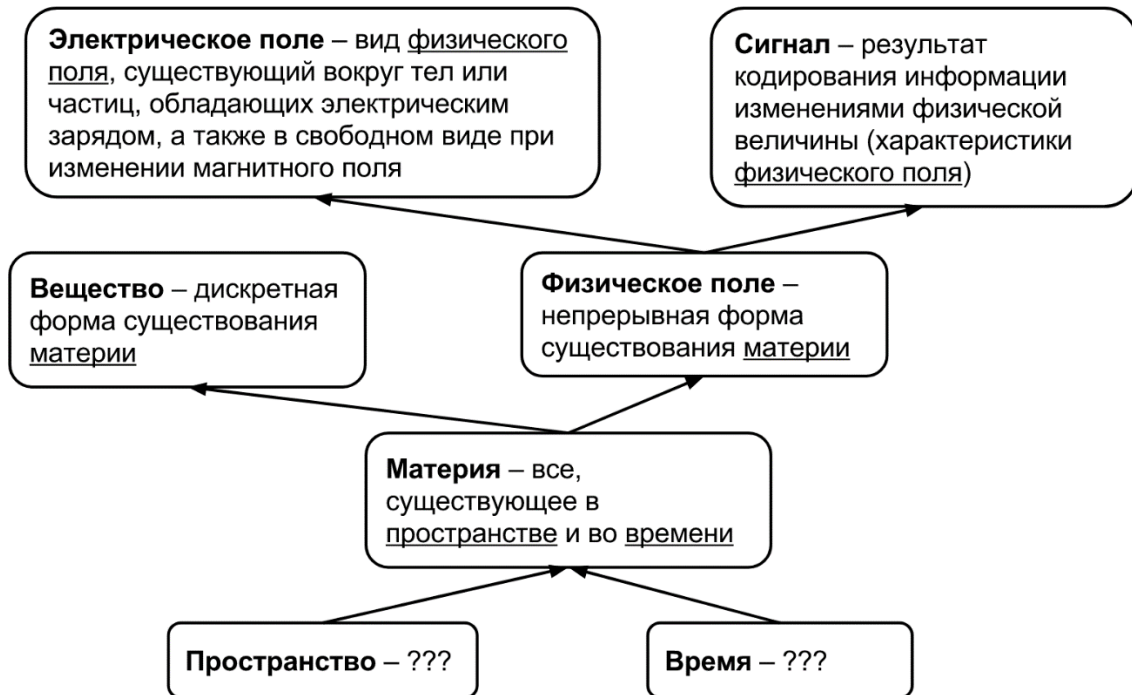 Электрическое поле – вид физического
поля, существующий вокруг тел или
частиц, обладающих электрическим
зарядом, а также в свободном виде при
изменении магнитного поля
Сигнал – результат
кодирования информации
изменениями физической
величины (характеристики
физического поля)
Вещество – дискретная
форма существования
материи
Физическое поле –
непрерывная форма
существования материи
Материя – все,
существующее в
пространстве и во времени
Пространство – ???
Время – ???